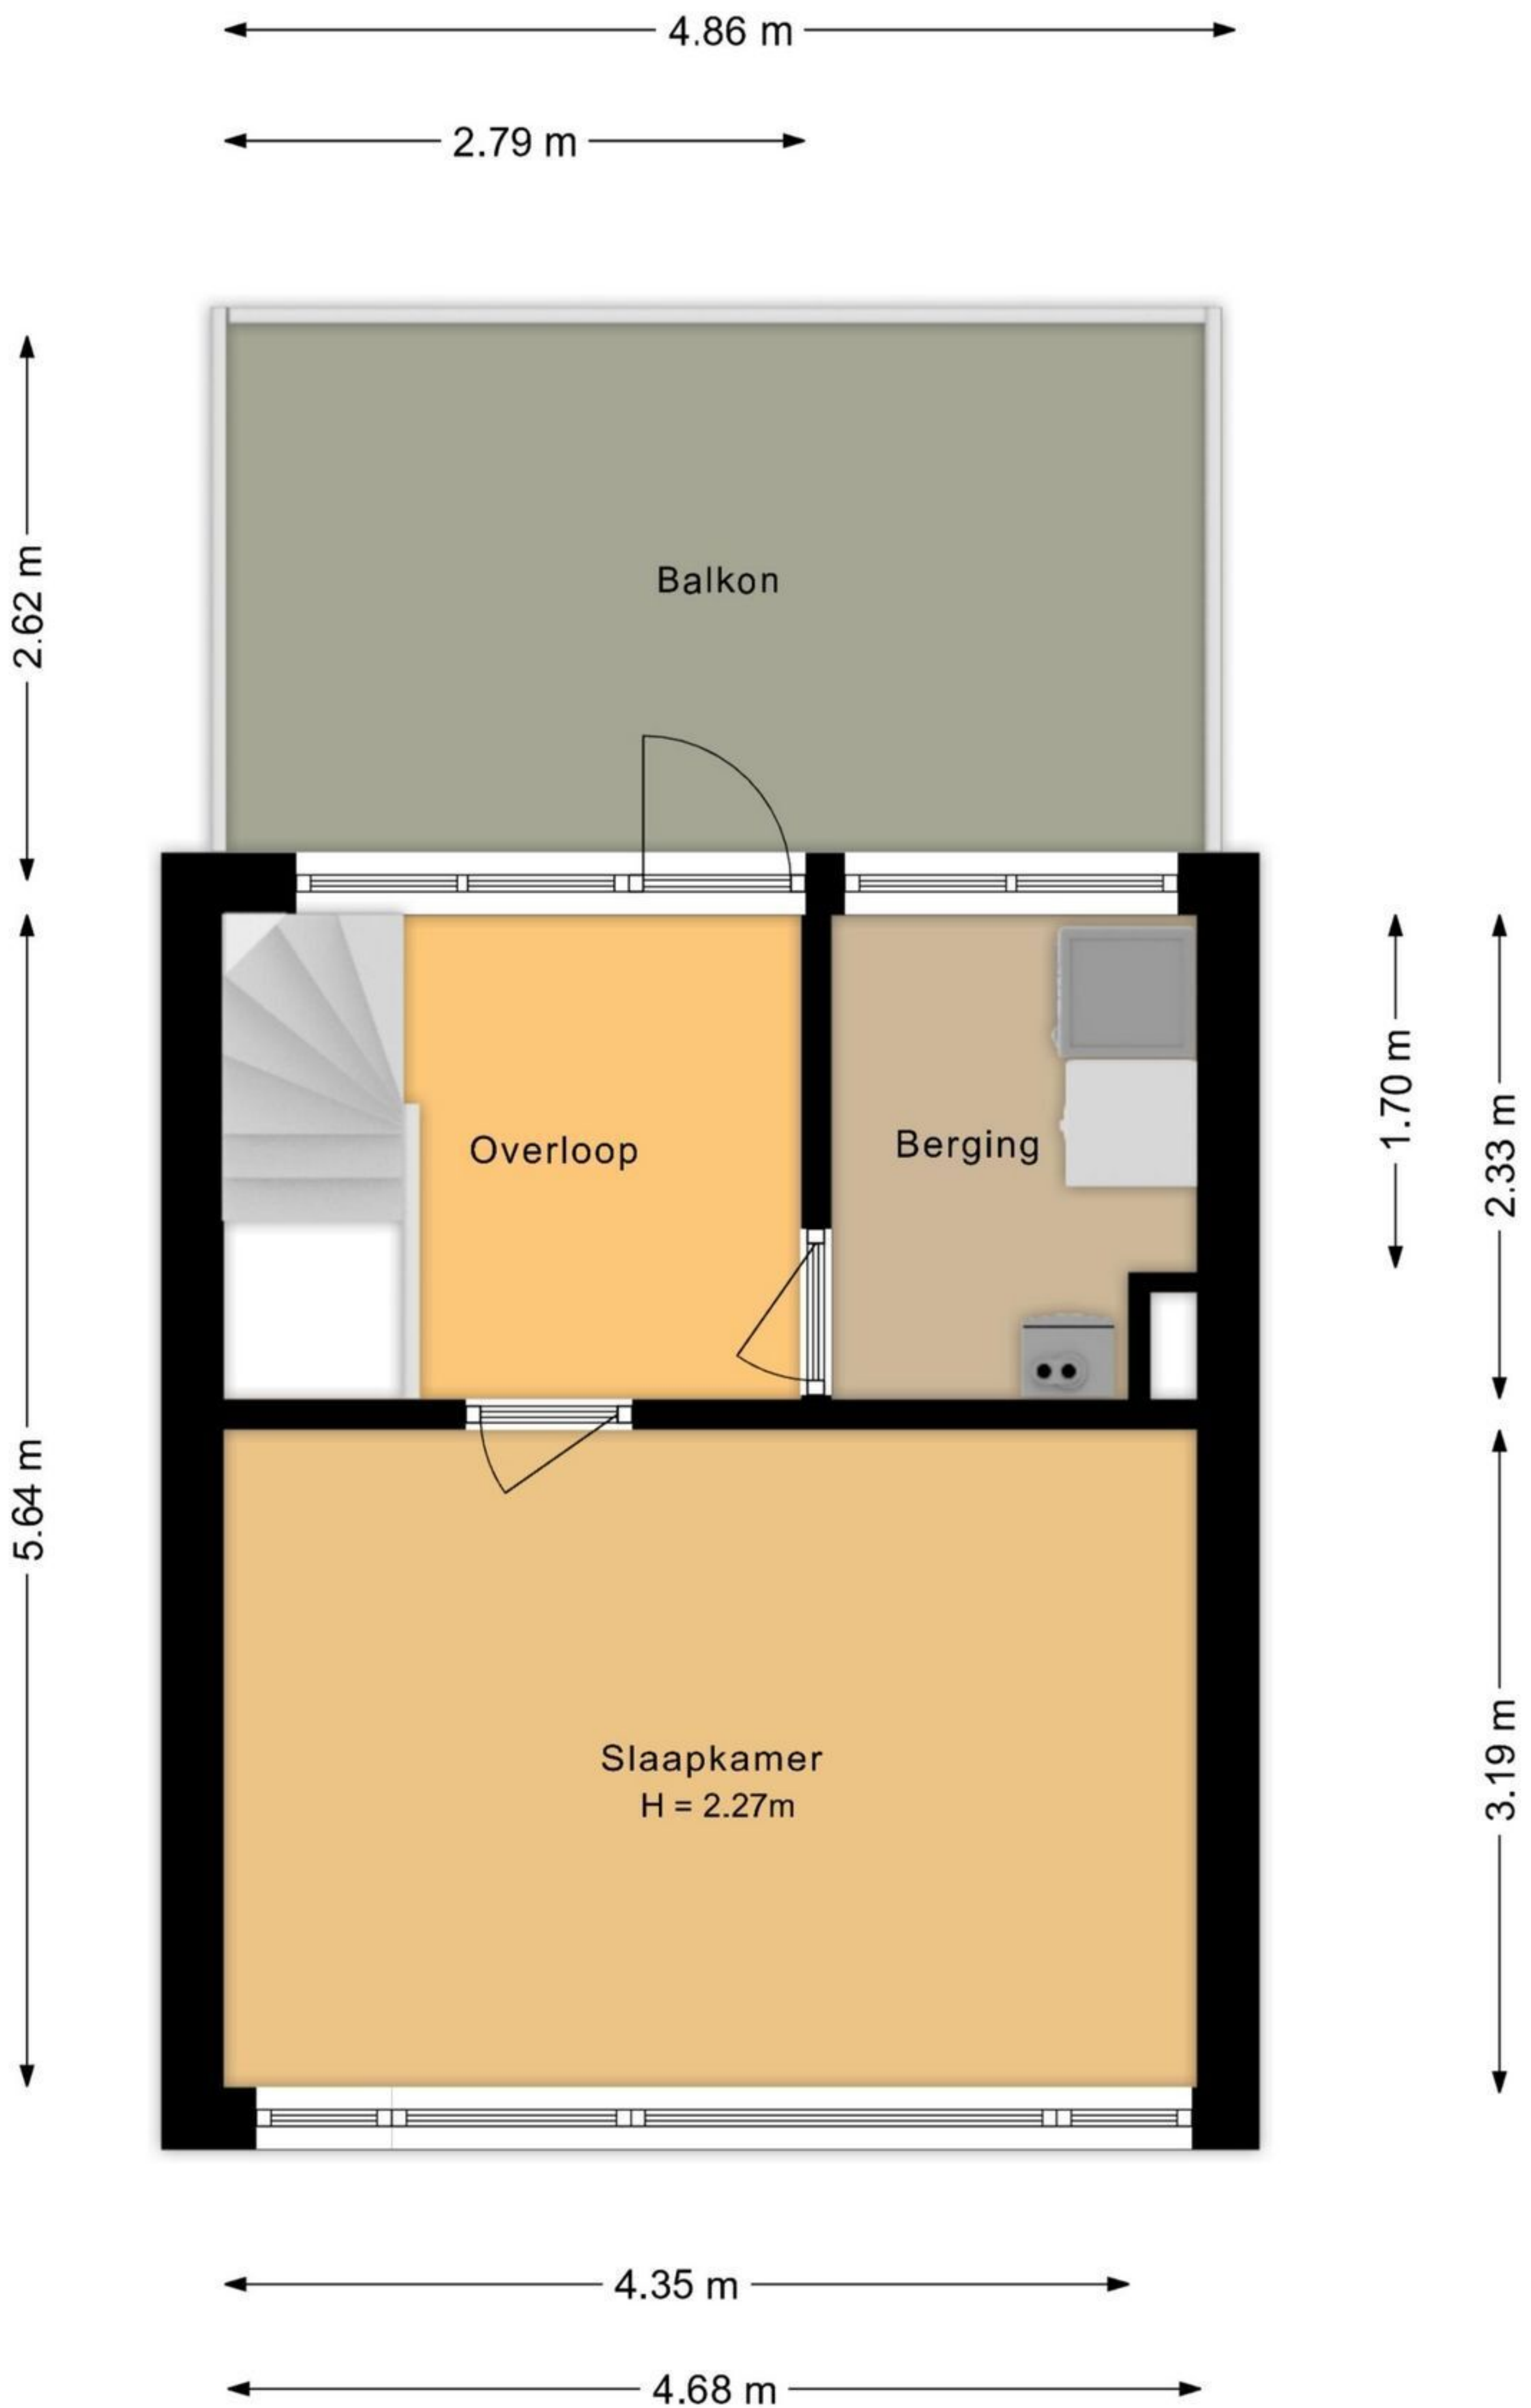 4.86 m
2.79 m
2.62 m
Balkon
Overloop
Berging
1.70 m
2.33 m
5.64 m
Slaapkamer
H = 2.27m
3.19 m
4.35 m
4.68 m